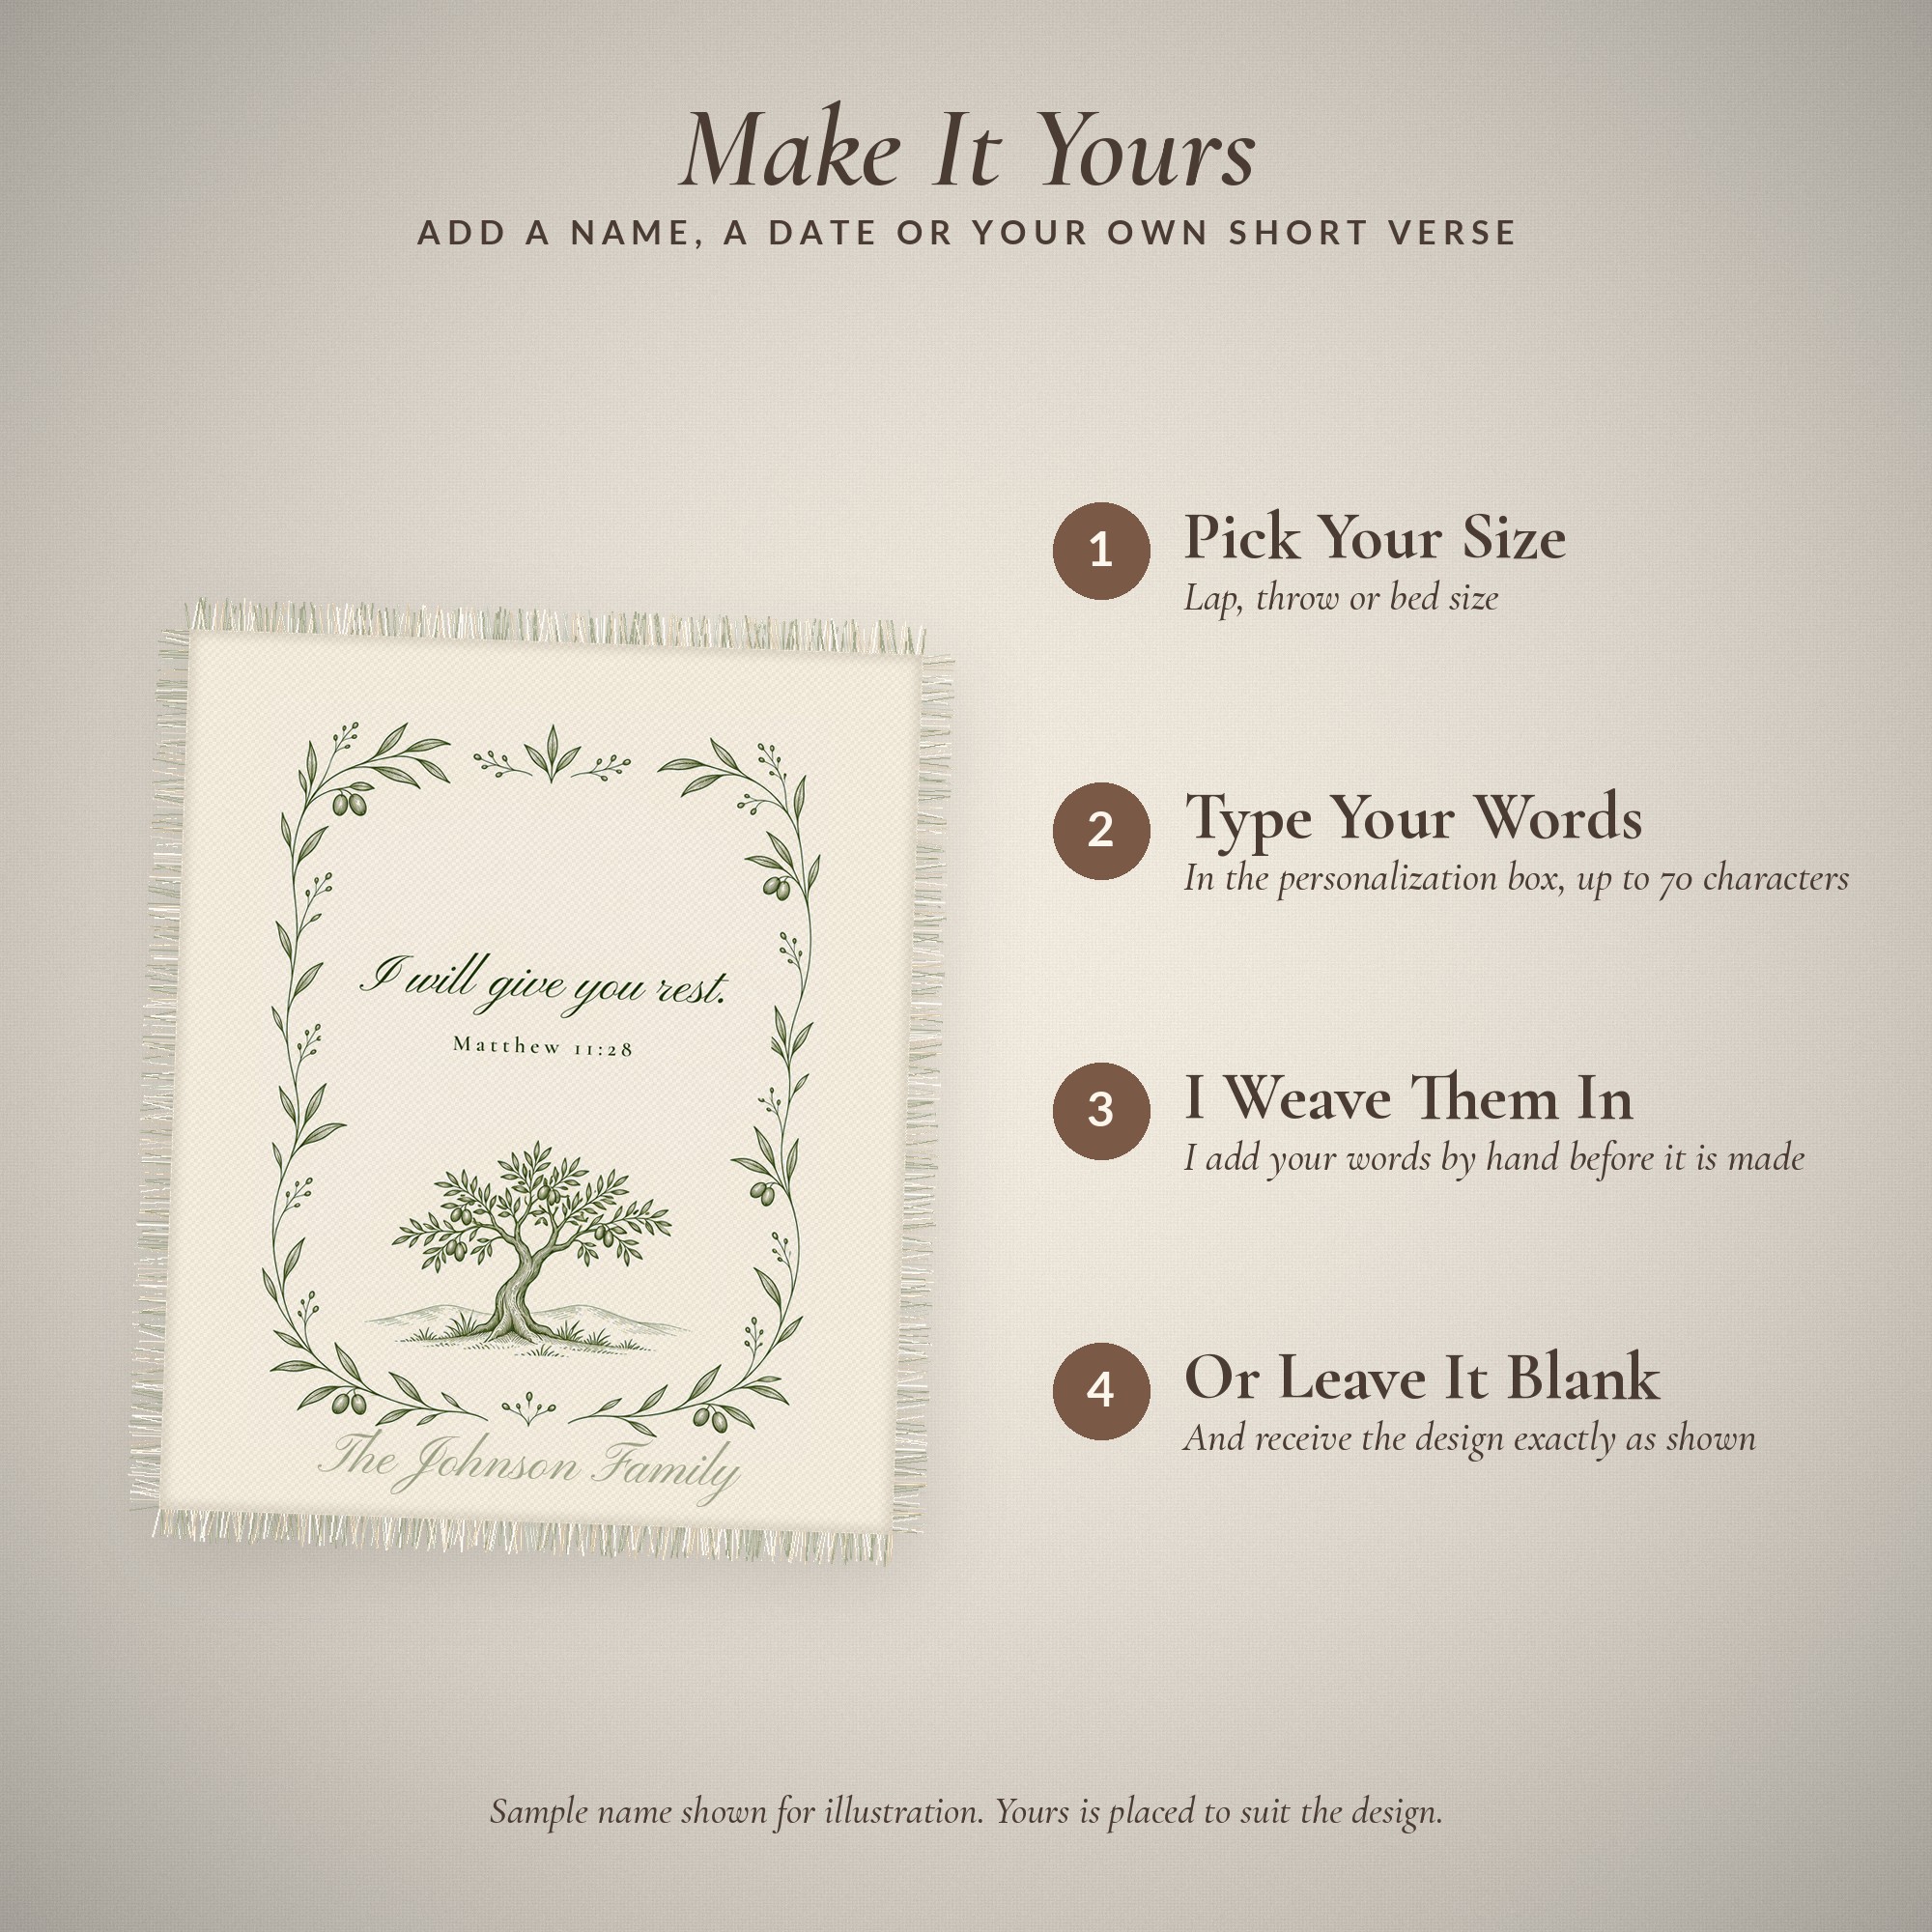 Make It Yours
ADD A NAME, A DATE OR YOUR OWN SHORT VERSE
I will give you rest.
Matthew 11:28
The Johnson Family
1 Pick Your Size
Lap, throw or bed size
2 Type Your Words
In the personalization box, up to 70 characters
3 I Weave Them In
I add your words by hand before it is made
4 Or Leave It Blank
And receive the design exactly as shown
Sample name shown for illustration. Yours is placed to suit the design.